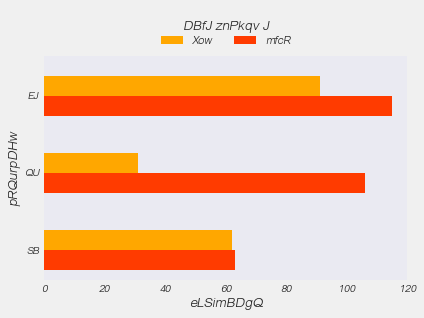 DBfJ znPkqv J
Xow mfcR
EJ
QU
SB
pRQurpDHw
0 20 40 60 80 100 120
eLSimBDgQ